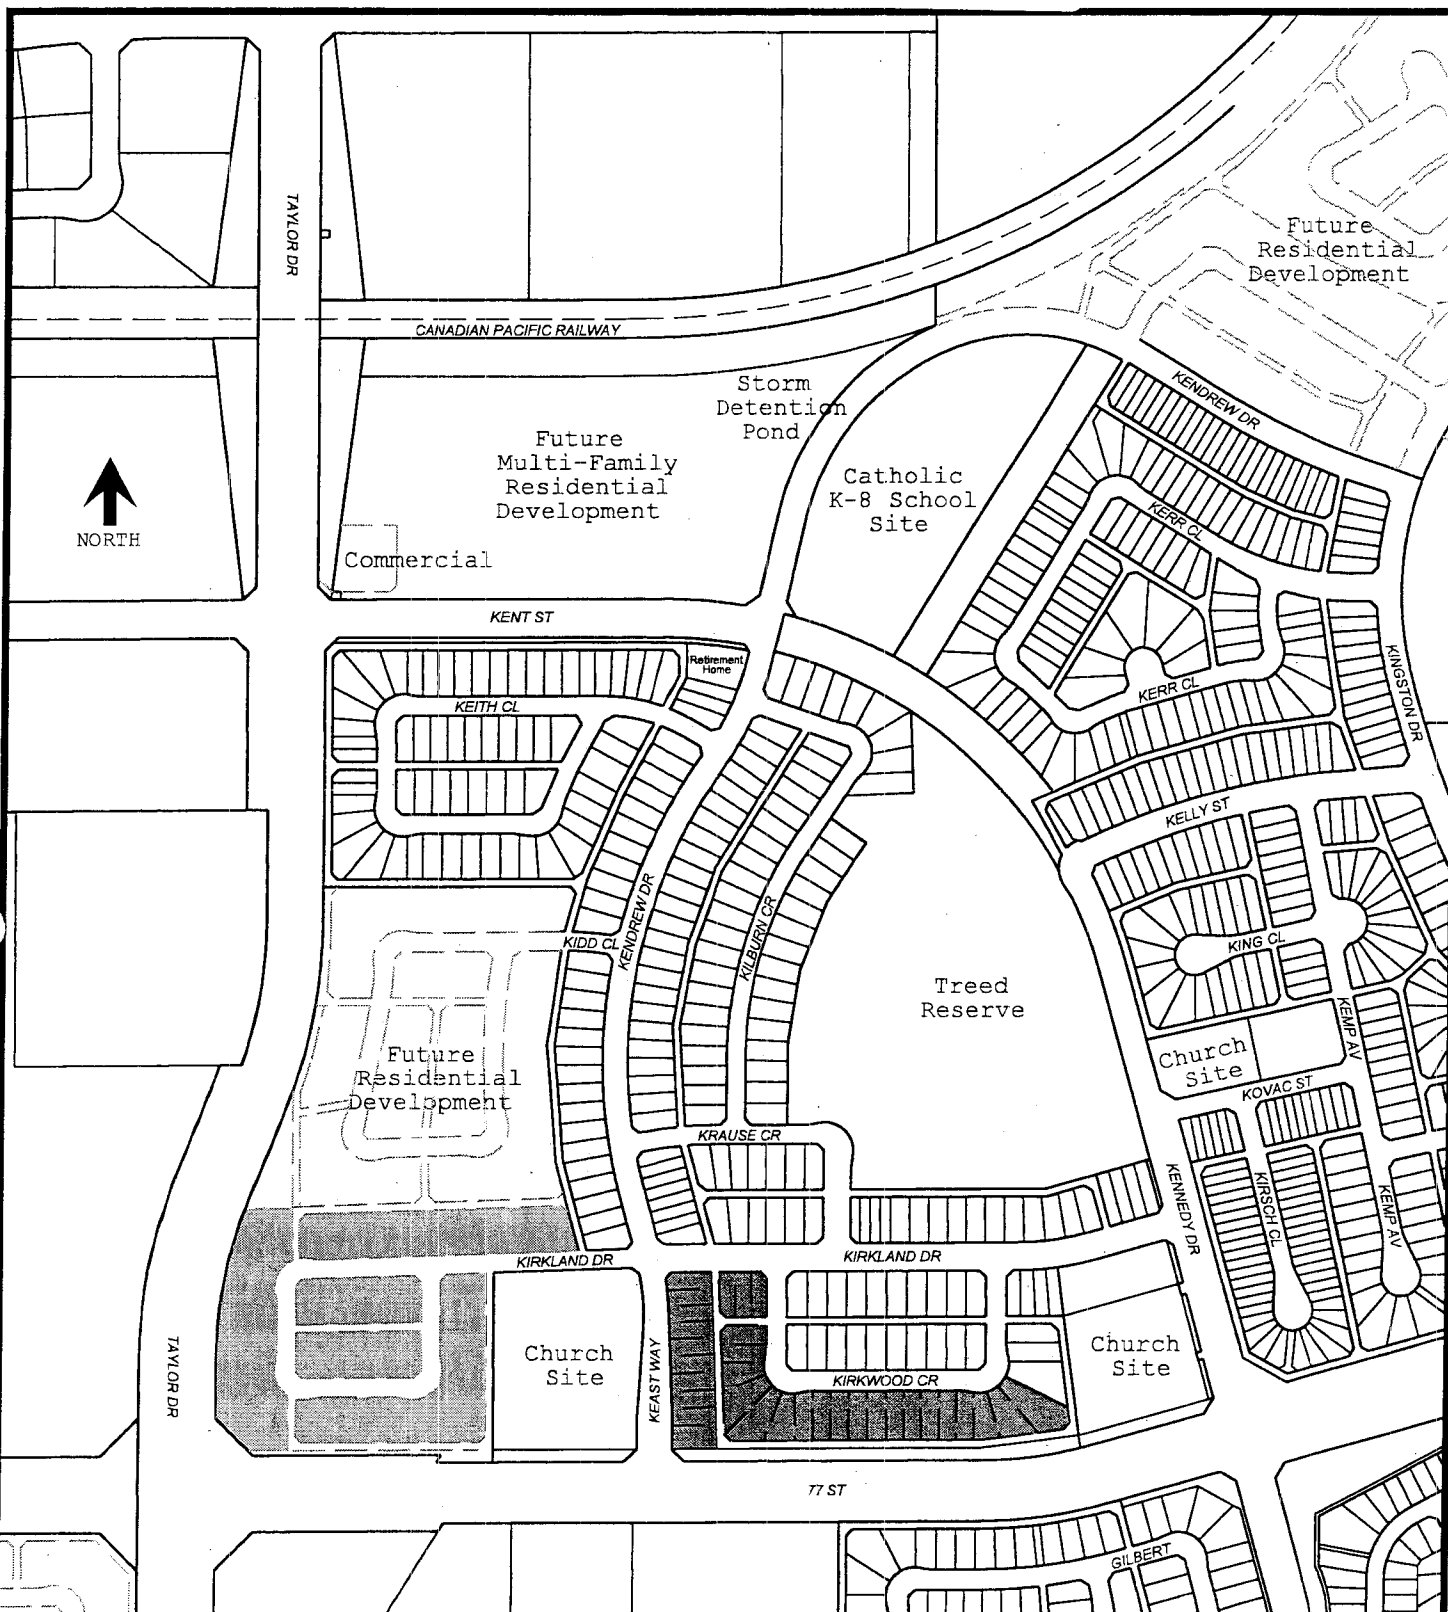 TAYLOR DR
Future
Residential
Development
CANADIAN PACIFIC RAILWAY
Storm
Detention
Pond
KENDREW DR
Future
Multi-Family
Residential
Development
Catholic
K-8 School
Site
NORTH
Commercial
KERR CL
KENT ST
Retirement
Home
KEITH CL
KERR CL
KINGSTON DR
KELLY ST
KENDREW DR
KIDD CL
KILBURN CR
KING CL
Treed
Reserve
KEMP AV
Future
Residential
Development
Church
Site
KOVAC ST
KRAUSE CR
KENNEDY DR
KIRSCH CL
KEMP AV
KIRKLAND DR
KIRKLAND DR
TAYLOR DR
Church
Site
KEAST WAY
KIRKWOOD CR
Church
Site
77 ST
GILBERT